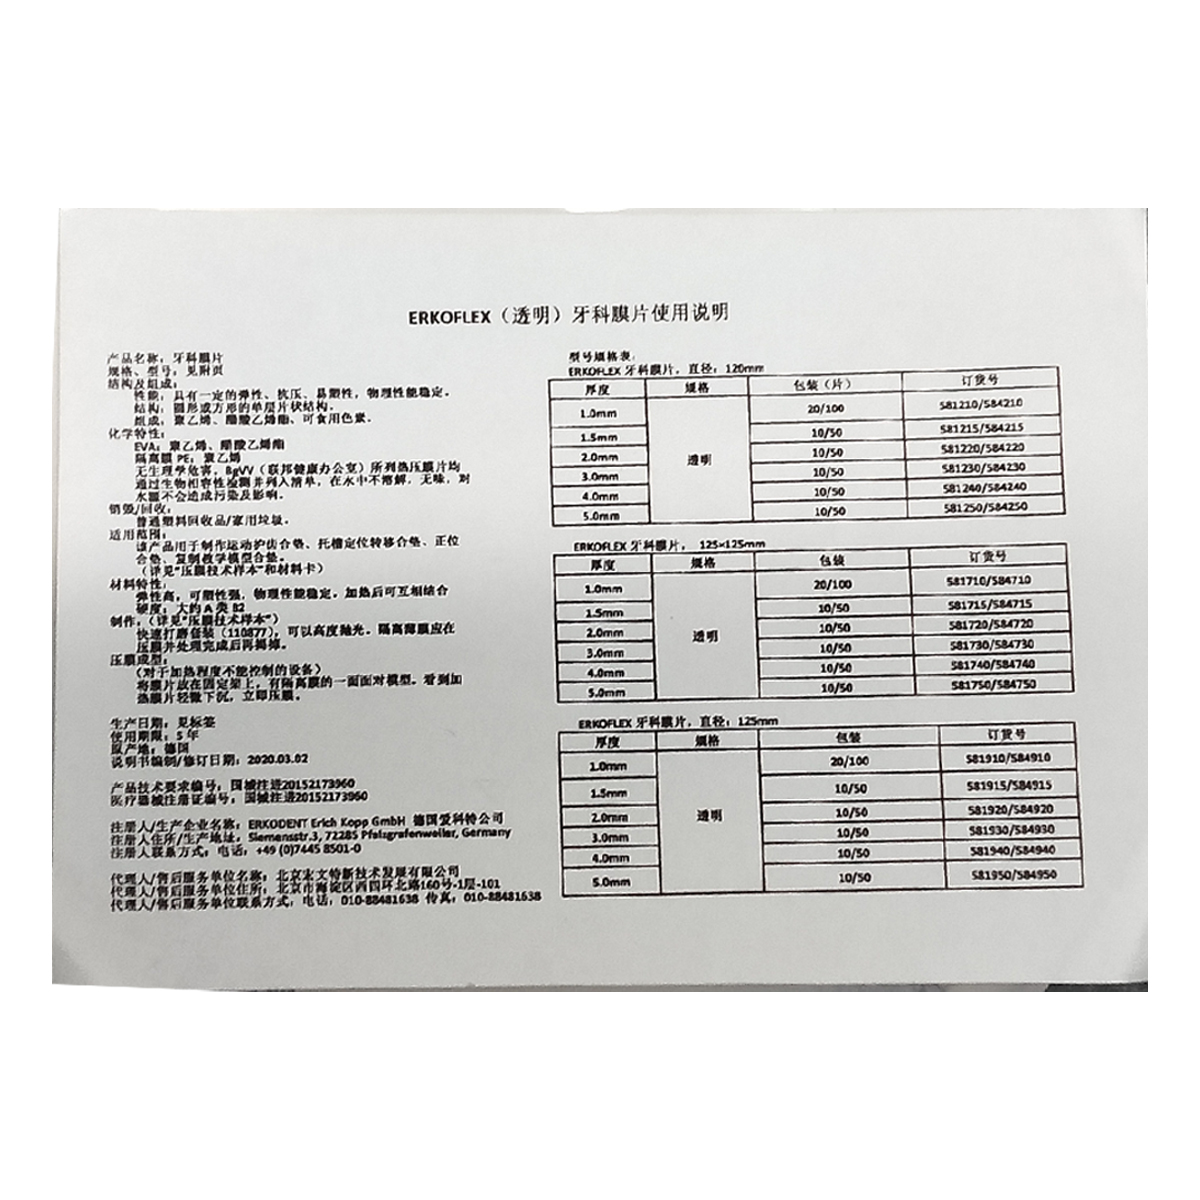 ERKOFLEX（透明）牙科膜片使用说明
产品名称：牙科膜片
规格、型号：见附页
结构及组成：
性能：具有一定的弹性、抗压、易塑性，物理性能稳定。
结构：圆形或方形的单层片状结构。
组成：聚乙烯、醋酸乙烯酯、可食用色素。
化学特性：
EVA：聚乙烯、醋酸乙烯酯
隔离膜 PE：聚乙烯
无生理学危害，BgVV（联邦健康办公室）所列热压膜片均
通过生物相容性检测并列入清单，在水中不溶解，无味，对
水温不会造成污染及影响。
销毁/回收：
普通塑料回收品/家用垃圾。
适用范围：
该产品用于制作运动护齿合垫、托槽定位转移合垫、正位
合垫、复制教学模型合垫。
（详见“压膜技术样本”和材料卡）
材料特性：
弹性高，可塑性强，物理性能稳定。加热后可互相结合
硬度：大约 A 类 82
制作：（详见“压膜技术样本”）
快速打磨套装（110877），可以高度抛光。隔离薄膜应在
压膜并处理完成后再揭掉。
压膜成型：
（对于加热程度不能控制的设备）
将膜片放在固定架上，有隔离膜的一面面对模型。看到加
热膜片轻微下沉，立即压膜。
生产日期：见标签
使用期限：5 年
原产地：德国
说明书编制/修订日期：2020.03.02
产品技术要求编号：国械注进20152173960
医疗器械注册证编号：国械注进20152173960
注册人/生产企业名称：ERKODENT Erich Kopp GmbH 德国爱科特公司
注册人住所/生产地址：Siemensstr.3, 72285 Pfalzgrafenweiler, Germany
注册人联系方式：电话：+49 (0)7445 8501-0
代理人/售后服务单位名称：北京永文特新技术发展有限公司
代理人/售后服务单位住所：北京市海淀区西四环北路160号-1层-101
代理人/售后服务单位联系方式：电话：010-88481638 传真：010-88481638
型号规格表：
ERKOFLEX 牙科膜片，直径：120mm
厚度 规格 包装（片） 订货号
1.0mm 20/100 581210/584210
1.5mm 10/50 581215/584215
2.0mm 透明 10/50 581220/584220
3.0mm 10/50 581230/584230
4.0mm 10/50 581240/584240
5.0mm 10/50 581250/584250
ERKOFLEX 牙科膜片， 125×125mm
厚度 规格 包装 订货号
1.0mm 20/100 581710/584710
1.5mm 10/50 581715/584715
2.0mm 透明 10/50 581720/584720
3.0mm 10/50 581730/584730
4.0mm 10/50 581740/584740
5.0mm 10/50 581750/584750
ERKOFLEX 牙科膜片，直径：125mm
厚度 规格 包装 订货号
1.0mm 20/100 581910/584910
1.5mm 10/50 581915/584915
2.0mm 透明 10/50 581920/584920
3.0mm 10/50 581930/584930
4.0mm 10/50 581940/584940
5.0mm 10/50 581950/584950